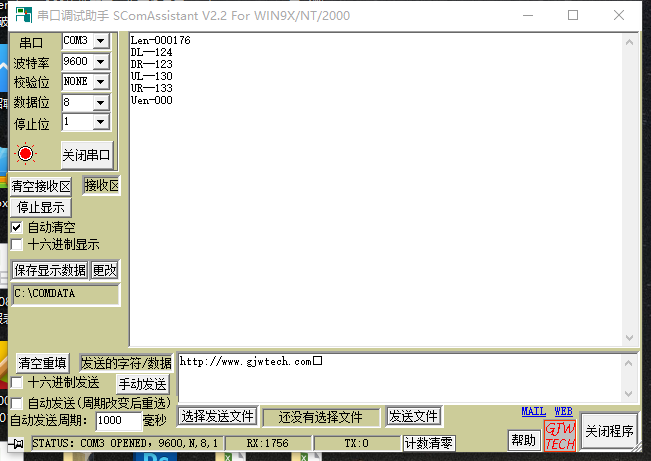 串口调试助手 SComAssistant V2.2 For WIN9X/NT/2000
串口 COM3
波特率 9600
校验位 NONE
数据位 8
停止位 1
关闭串口
清空接收区 接收区
停止显示
自动清空
十六进制显示
保存显示数据 更改
C:\COMDATA
Len-000176
DL--124
DR--123
UL--130
UR--133
Ven-000
清空重填 发送的字符/数据
http://www.gjwtech.com
十六进制发送 手动发送
自动发送(周期改变后重选)
自动发送周期: 1000 毫秒
选择发送文件 还没有选择文件 发送文件
MAIL WEB
STATUS: COM3 OPENED, 9600,N,8,1 RX:1756 TX:0 计数清零
帮助
GJW
TECH
关闭程序